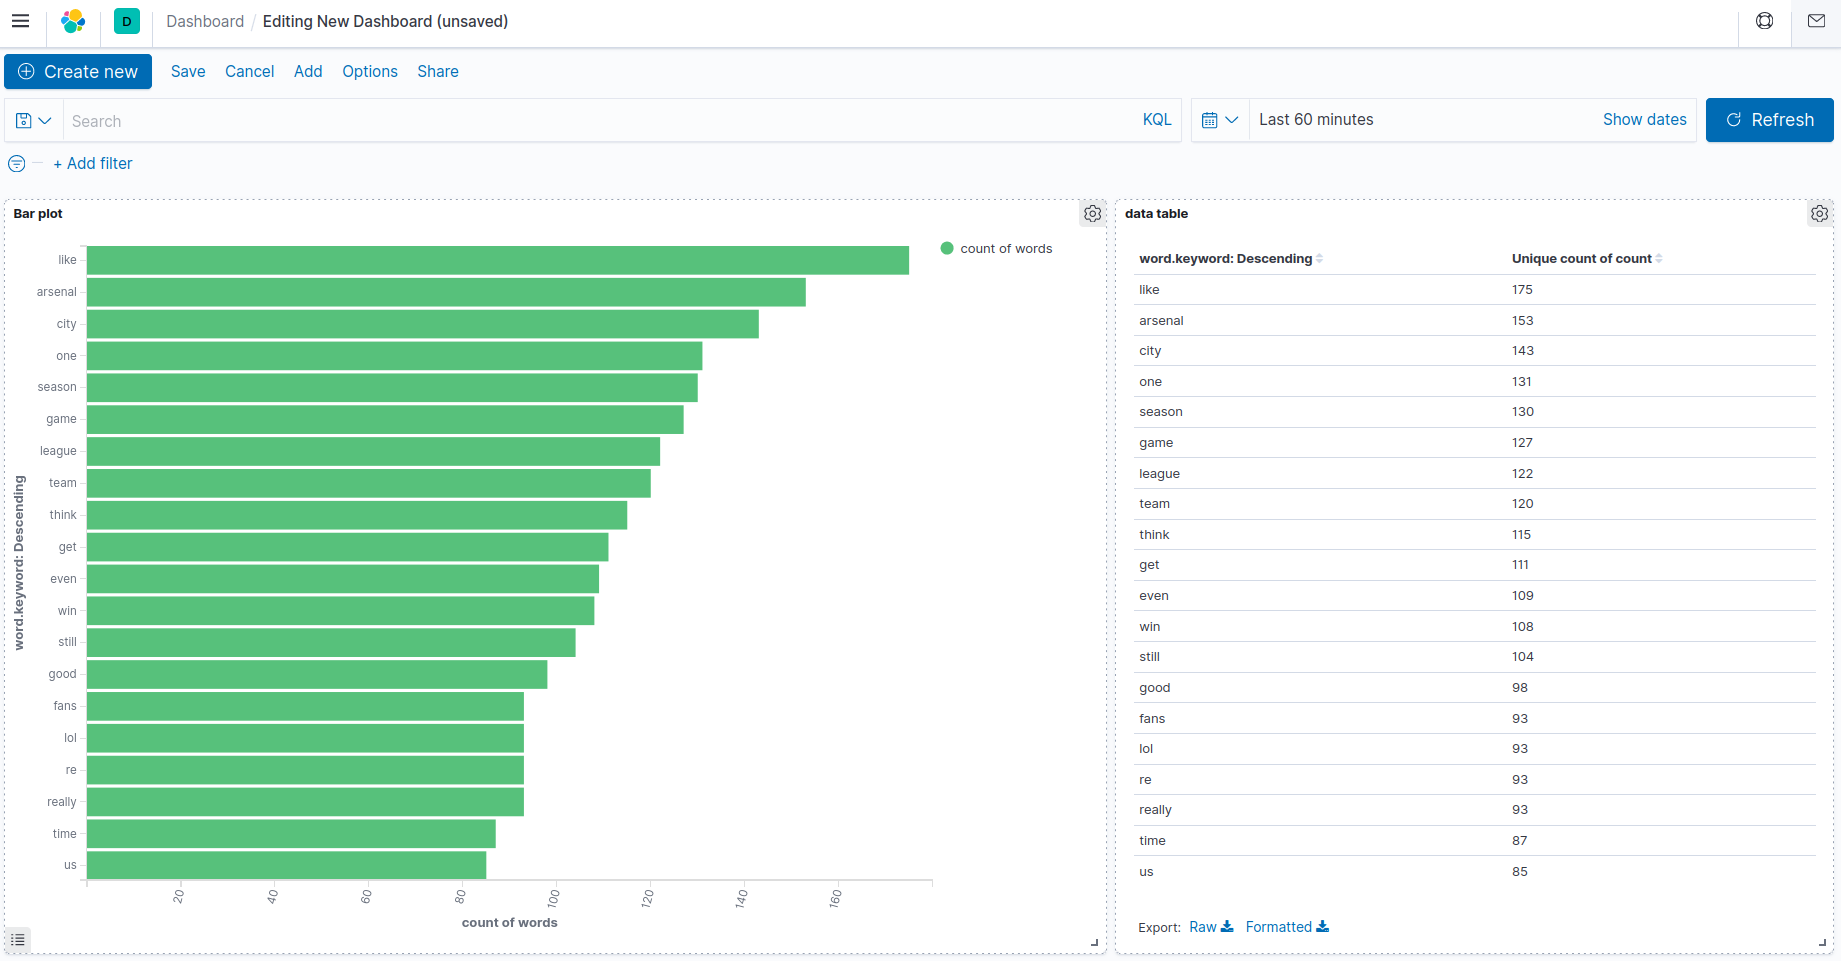 D Dashboard / Editing New Dashboard (unsaved)
Create new Save Cancel Add Options Share
Search KQL Last 60 minutes Show dates Refresh
+ Add filter
Bar plot
count of words
word.keyword: Descending
like
arsenal
city
one
season
game
league
team
think
get
even
win
still
good
fans
lol
re
really
time
us
20 40 60 80 100 120 140 160
count of words
data table
word.keyword: Descending Unique count of count
like 175
arsenal 153
city 143
one 131
season 130
game 127
league 122
team 120
think 115
get 111
even 109
win 108
still 104
good 98
fans 93
lol 93
re 93
really 93
time 87
us 85
Export: Raw Formatted